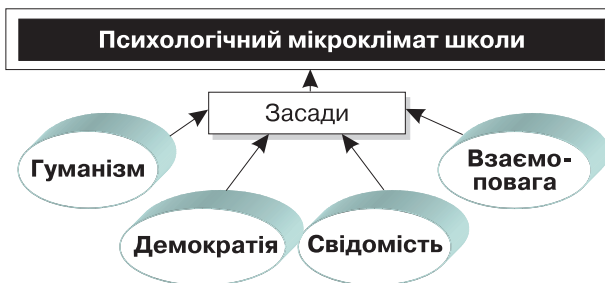 Психологічний мікроклімат школи
Засади
Гуманізм
Взаємо-
повага
Демократія
Свідомість